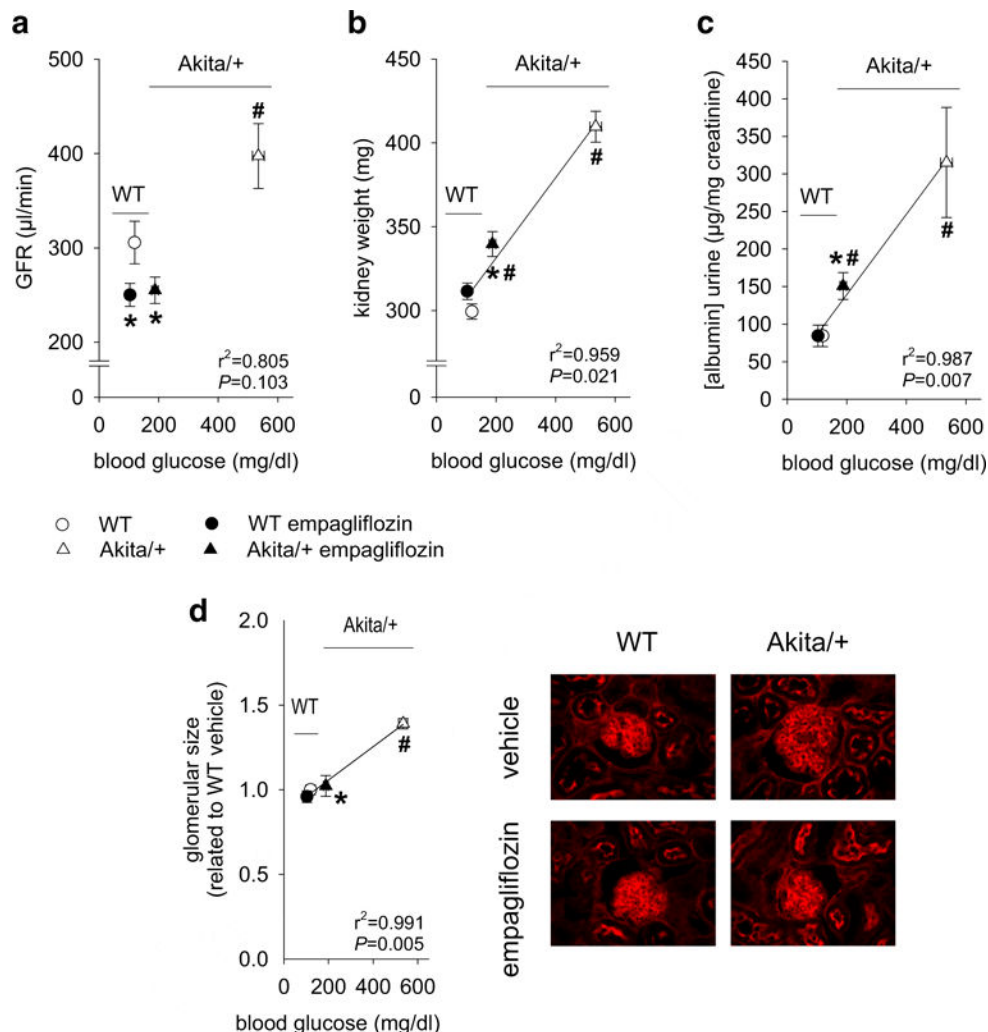 a
500
400
300
200
0
GFR (µl/min)
Akita/+
#
WT
*
*
r²=0.805
P=0.103
0 200 400 600
blood glucose (mg/dl)
b
450
400
350
300
0
kidney weight (mg)
Akita/+
#
WT
*#
r²=0.959
P=0.021
0 200 400 600
blood glucose (mg/dl)
c
450
400
350
300
250
200
150
100
50
0
[albumin] urine (µg/mg creatinine)
Akita/+
WT
*#
#
r²=0.987
P=0.007
0 200 400 600
blood glucose (mg/dl)
WT
WT empagliflozin
Akita/+
Akita/+ empagliflozin
d
2.0
1.5
1.0
0.5
0.0
glomerular size
(related to WT vehicle)
Akita/+
WT
#
*
r²=0.991
P=0.005
0 200 400 600
blood glucose (mg/dl)
WT
Akita/+
vehicle
empagliflozin